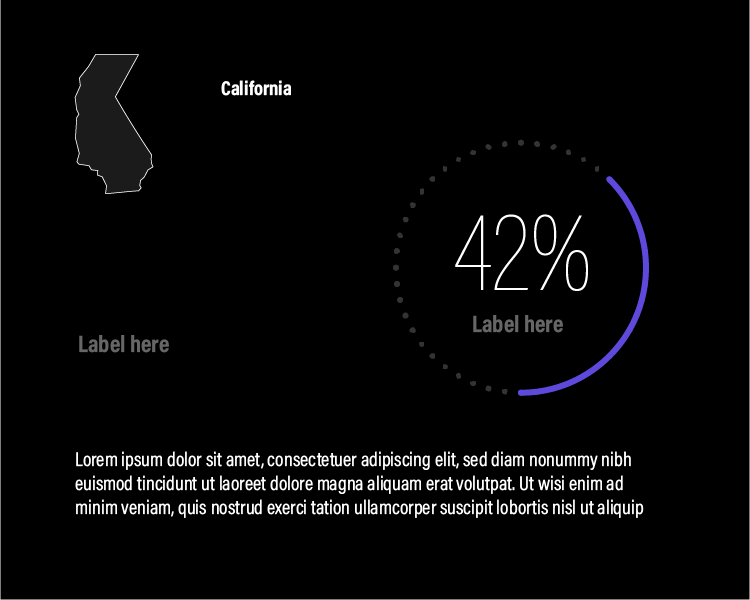 California
42%
Label here
Label here
Lorem ipsum dolor sit amet, consectetuer adipiscing elit, sed diam nonummy nibh
euismod tincidunt ut laoreet dolore magna aliquam erat volutpat. Ut wisi enim ad
minim veniam, quis nostrud exerci tation ullamcorper suscipit lobortis nisl ut aliquip